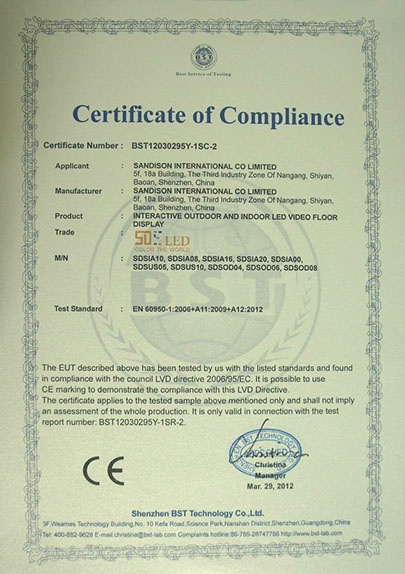 BST
Best Service of Testing
Certificate of Compliance
Certificate Number : BST12030295Y-1SC-2
Applicant : SANDISON INTERNATIONAL CO LIMITED
5f, 18a Building, The Third Industry Zone Of Nangang, Shiyan,
Baoan, Shenzhen, China
Manufacturer : SANDISON INTERNATIONAL CO LIMITED
5f, 18a Building, The Third Industry Zone Of Nangang, Shiyan,
Baoan, Shenzhen, China
Product : INTERACTIVE OUTDOOR AND INDOOR LED VIDEO FLOOR
DISPLAY
Trade : SDLED
COLOR THE WORLD
M/N : SDSIA10, SDSIA08, SDSIA16, SDSIA20, SDSIA00,
SDSUS05, SDSUS10, SDSOD04, SDSOD06, SDSOD08
BST
Test Standard : EN 60950-1:2006+A11:2009+A12:2012
The EUT described above has been tested by us with the listed standards and found
in compliance with the council LVD directive 2006/95/EC. It is possible to use
CE marking to demonstrate the compliance with this LVD Directive.
The certificate applies to the tested sample above mentioned only and shall not imply
an assessment of the whole production. It is only valid in connection with the test
report number: BST12030295Y-1SR-2.
CE
Christina
Manager
Mar. 29, 2012
Shenzhen BST Technology Co.,Ltd.
3F,Weames Technology Building,No. 10 Kefa Road,Science Park,Nanshan District,Shenzhen,Guangdong,China
Tel: 400-882-9628 E-mail:christina@bst-lab.com Complaints hotline:86-755-26747756 http://www.bst-lab.com